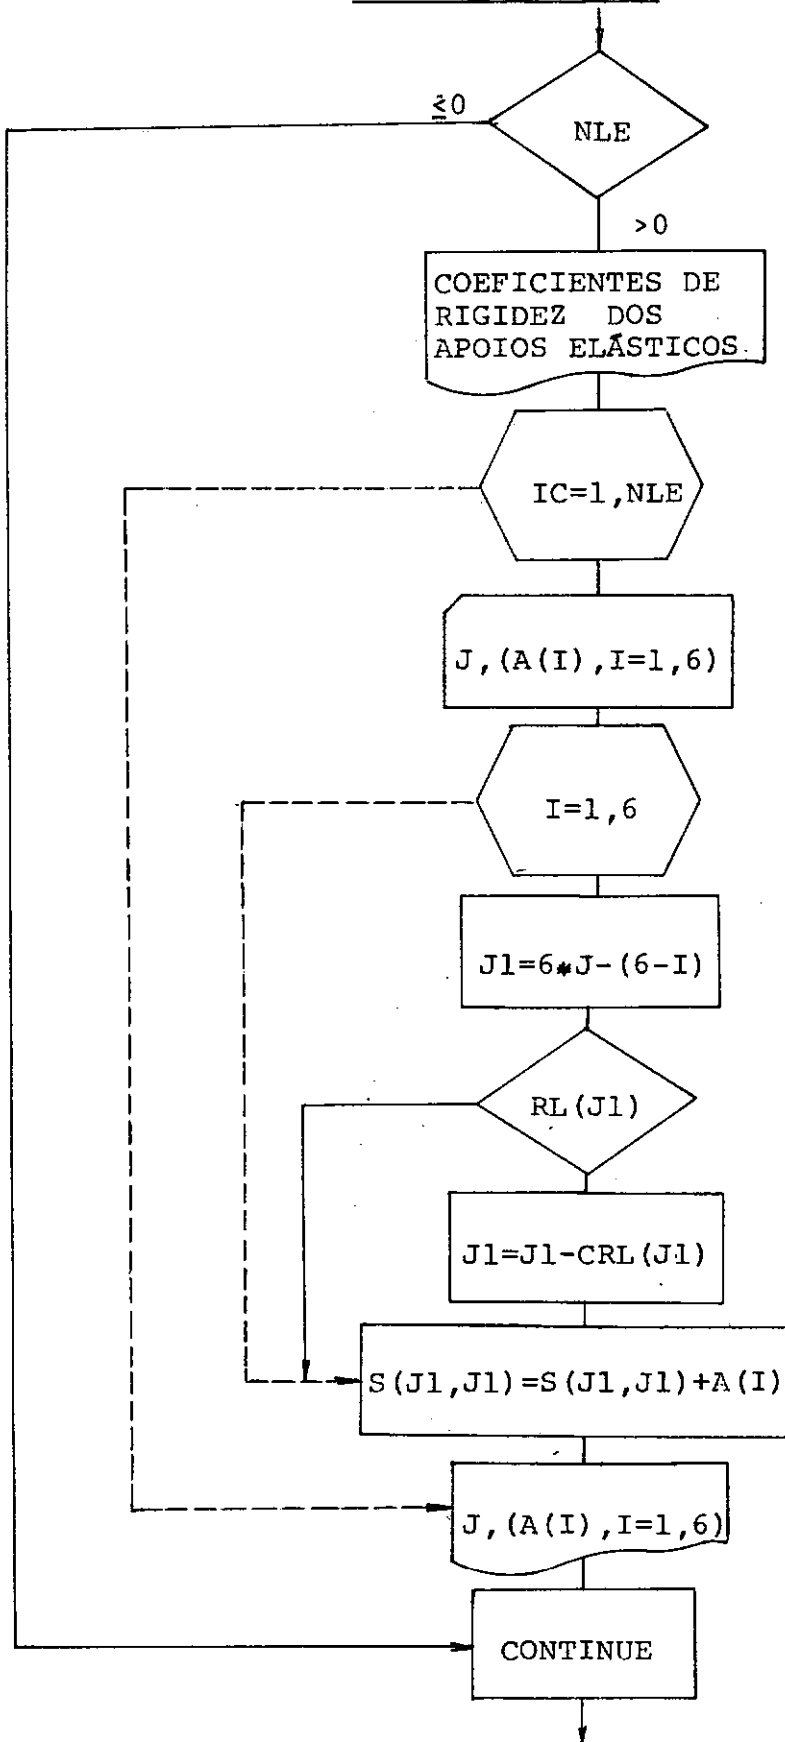 ≤0
NLE
>0
COEFICIENTES DE
RIGIDEZ DOS
APOIOS ELÁSTICOS
IC=1,NLE
J,(A(I),I=1,6)
I=1,6
J1=6*J-(6-I)
RL(J1)
J1=J1-CRL(J1)
S(J1,J1)=S(J1,J1)+A(I)
J,(A(I),I=1,6)
CONTINUE